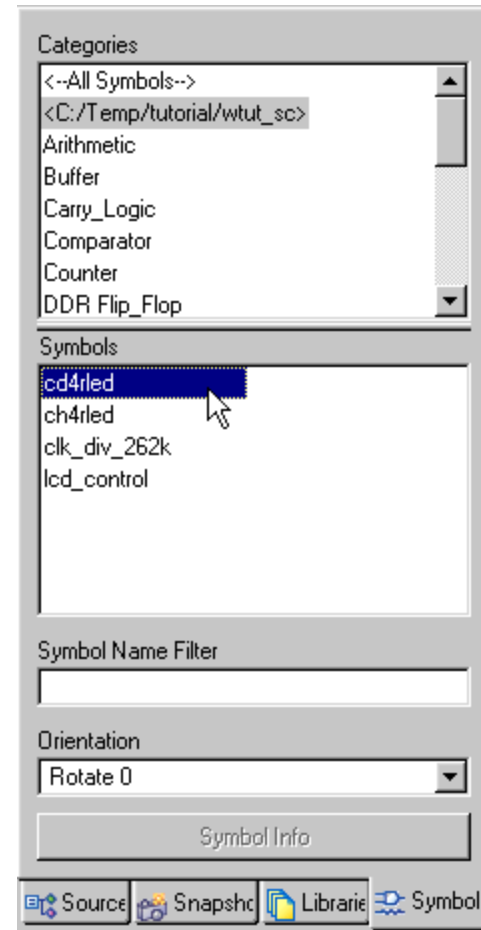 Categories
<--All Symbols-->
<C:/Temp/tutorial/wtut_sc>
Arithmetic
Buffer
Carry_Logic
Comparator
Counter
DDR Flip_Flop
Symbols
cd4rled
ch4rled
clk_div_262k
lcd_control
Symbol Name Filter
Orientation
Rotate 0
Symbol Info
Source Snapshc Librarie Symbol